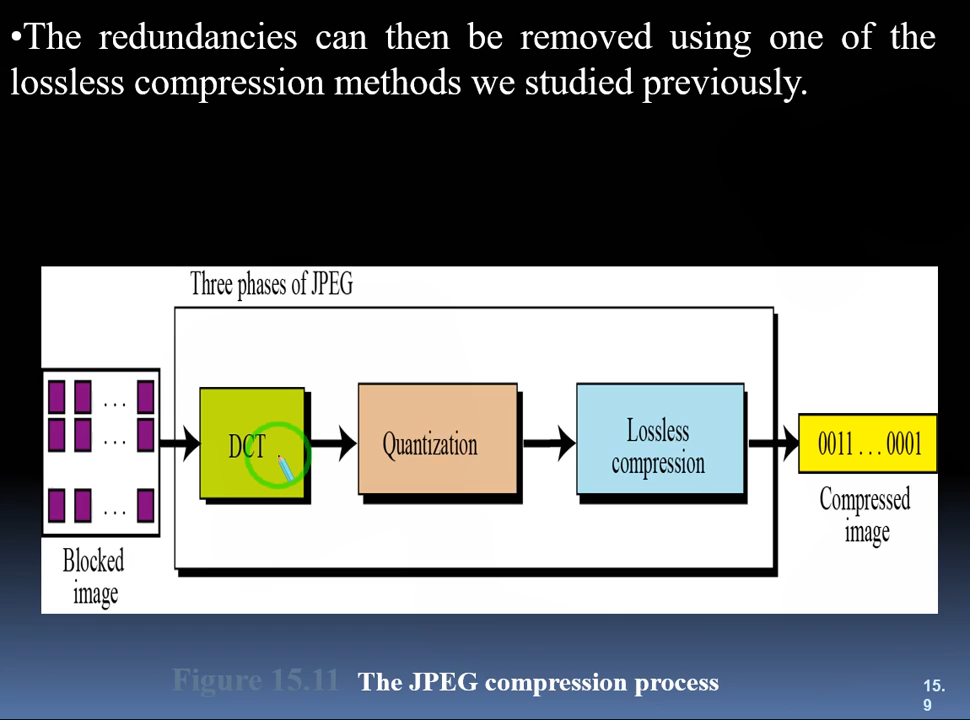 •The redundancies can then be removed using one of the
lossless compression methods we studied previously.
Three phases of JPEG
DCT
Quantization
Lossless
compression
0011 . . . 0001
. . .
. . .
. . .
Blocked
image
Compressed
image
Figure 15.11 The JPEG compression process
15.
9